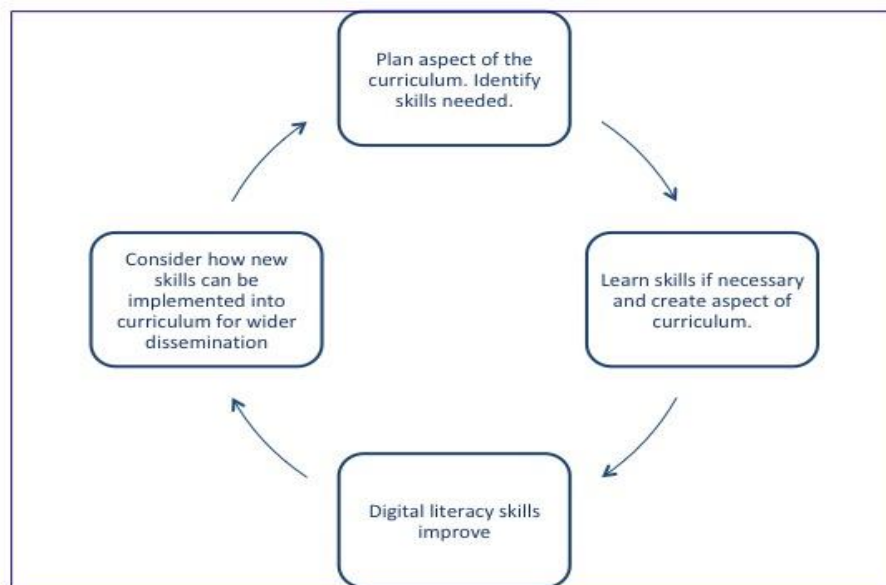 Plan aspect of the
curriculum. Identify
skills needed.
Learn skills if necessary
and create aspect of
curriculum.
Digital literacy skills
improve
Consider how new
skills can be
implemented into
curriculum for wider
dissemination